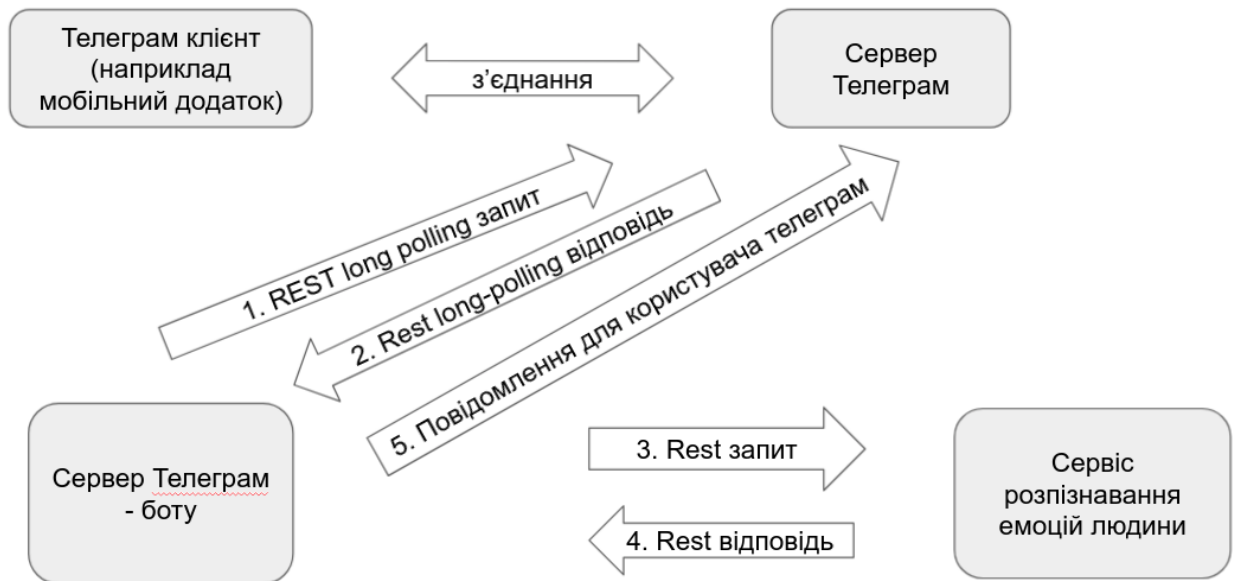 Телеграм клієнт
(наприклад
мобільний додаток)
з’єднання
Сервер
Телеграм
1. REST long polling запит
2. Rest long-polling відповідь
5. Повідомлення для користувача телеграм
Сервер Телеграм
- боту
3. Rest запит
4. Rest відповідь
Сервіс
розпізнавання
емоцій людини